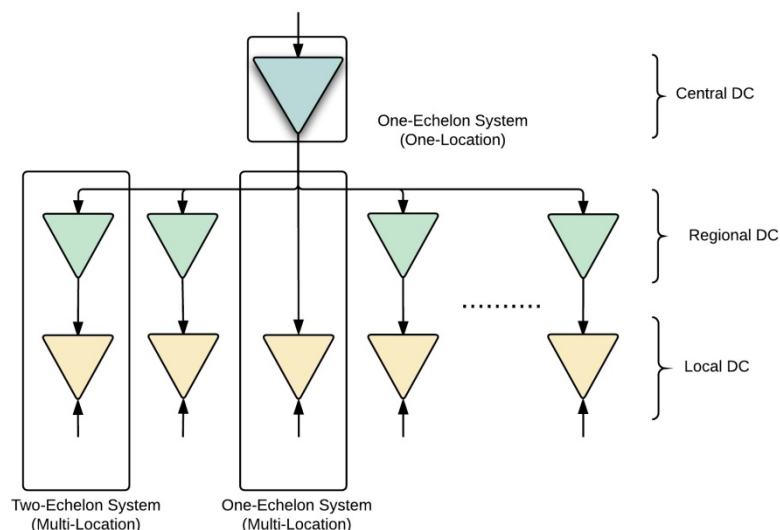 Central DC
One-Echelon System
(One-Location)
Regional DC
Local DC
Two-Echelon System
(Multi-Location)
One-Echelon System
(Multi-Location)